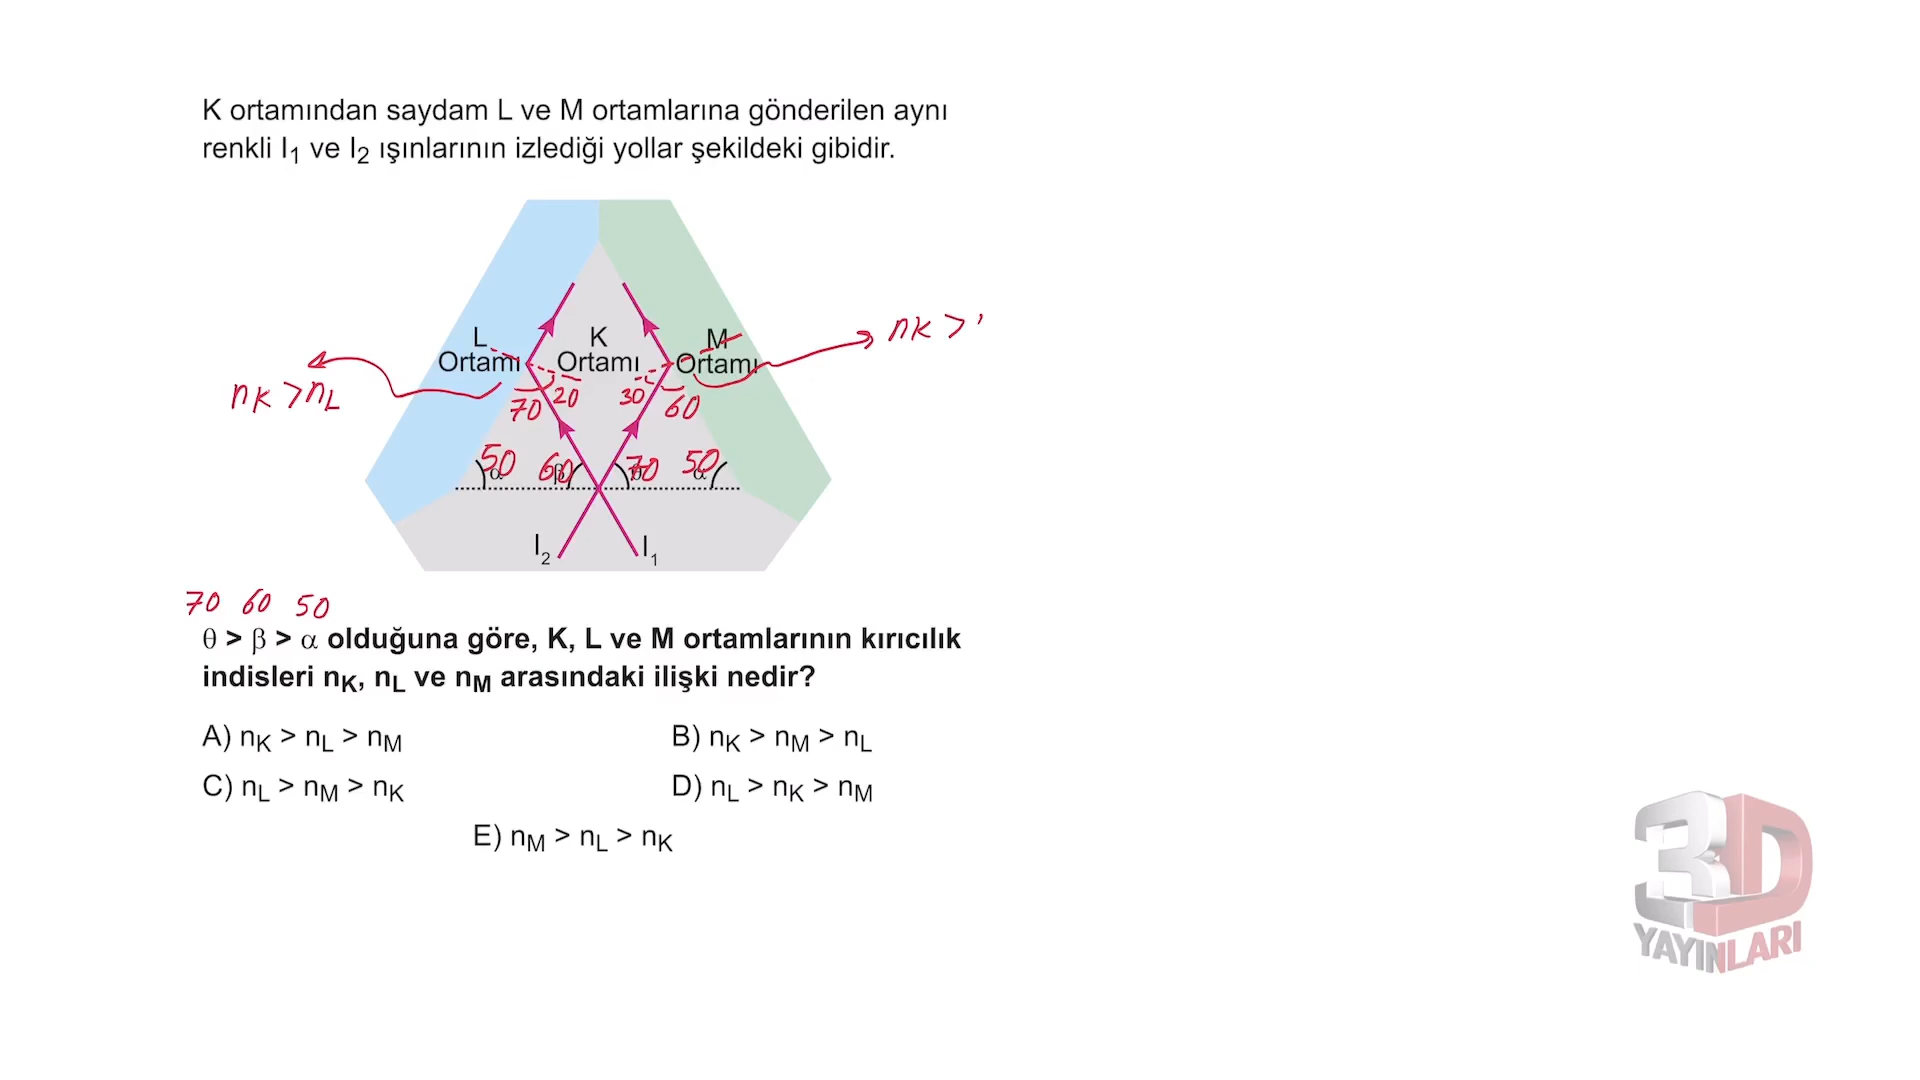 K ortamından saydam L ve M ortamlarına gönderilen aynı
renkli I1 ve I2 ışınlarının izlediği yollar şekildeki gibidir.
L
Ortamı
K
Ortamı
M
Ortamı
nK >
nK >nL
70
20
30
60
50
α
60
β
70
θ
50
α
I2
I1
70 60 50
θ > β > α olduğuna göre, K, L ve M ortamlarının kırıcılık
indisleri nK, nL ve nM arasındaki ilişki nedir?
A) nK > nL > nM
B) nK > nM > nL
C) nL > nM > nK
D) nL > nK > nM
E) nM > nL > nK
3D
YAYINLARI